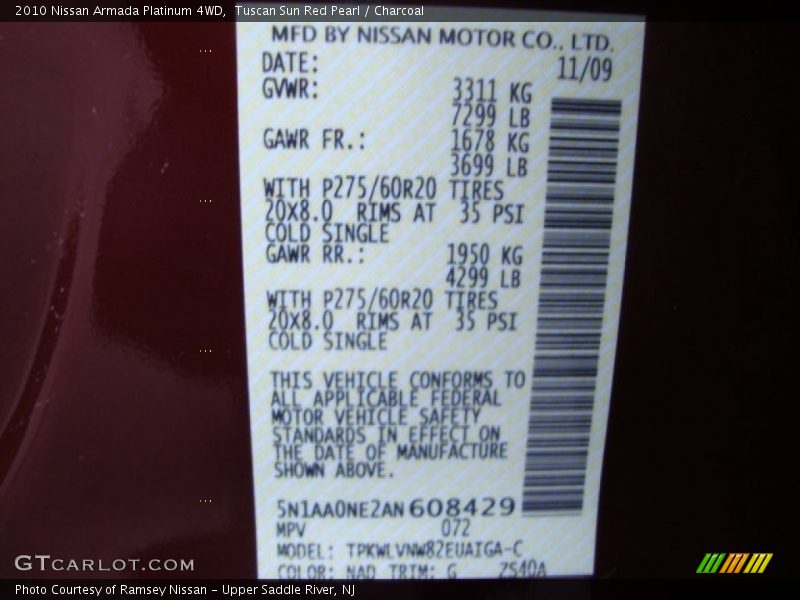 2010 Nissan Armada Platinum 4WD, Tuscan Sun Red Pearl / Charcoal
MFD BY NISSAN MOTOR CO., LTD.
DATE: 11/09
GVWR: 3311 KG
7299 LB
GAWR FR.: 1678 KG
3699 LB
WITH P275/60R20 TIRES
20X8.0 RIMS AT 35 PSI
COLD SINGLE
GAWR RR.: 1950 KG
4299 LB
WITH P275/60R20 TIRES
20X8.0 RIMS AT 35 PSI
COLD SINGLE
THIS VEHICLE CONFORMS TO
ALL APPLICABLE FEDERAL
MOTOR VEHICLE SAFETY
STANDARDS IN EFFECT ON
THE DATE OF MANUFACTURE
SHOWN ABOVE.
5N1AA0NE2AN608429
MPV 072
MODEL: TPKWLVNW82EUAIGA-C
COLOR: NAD TRIM: G ZS40A
GTCARLOT.COM
Photo Courtesy of Ramsey Nissan - Upper Saddle River, NJ